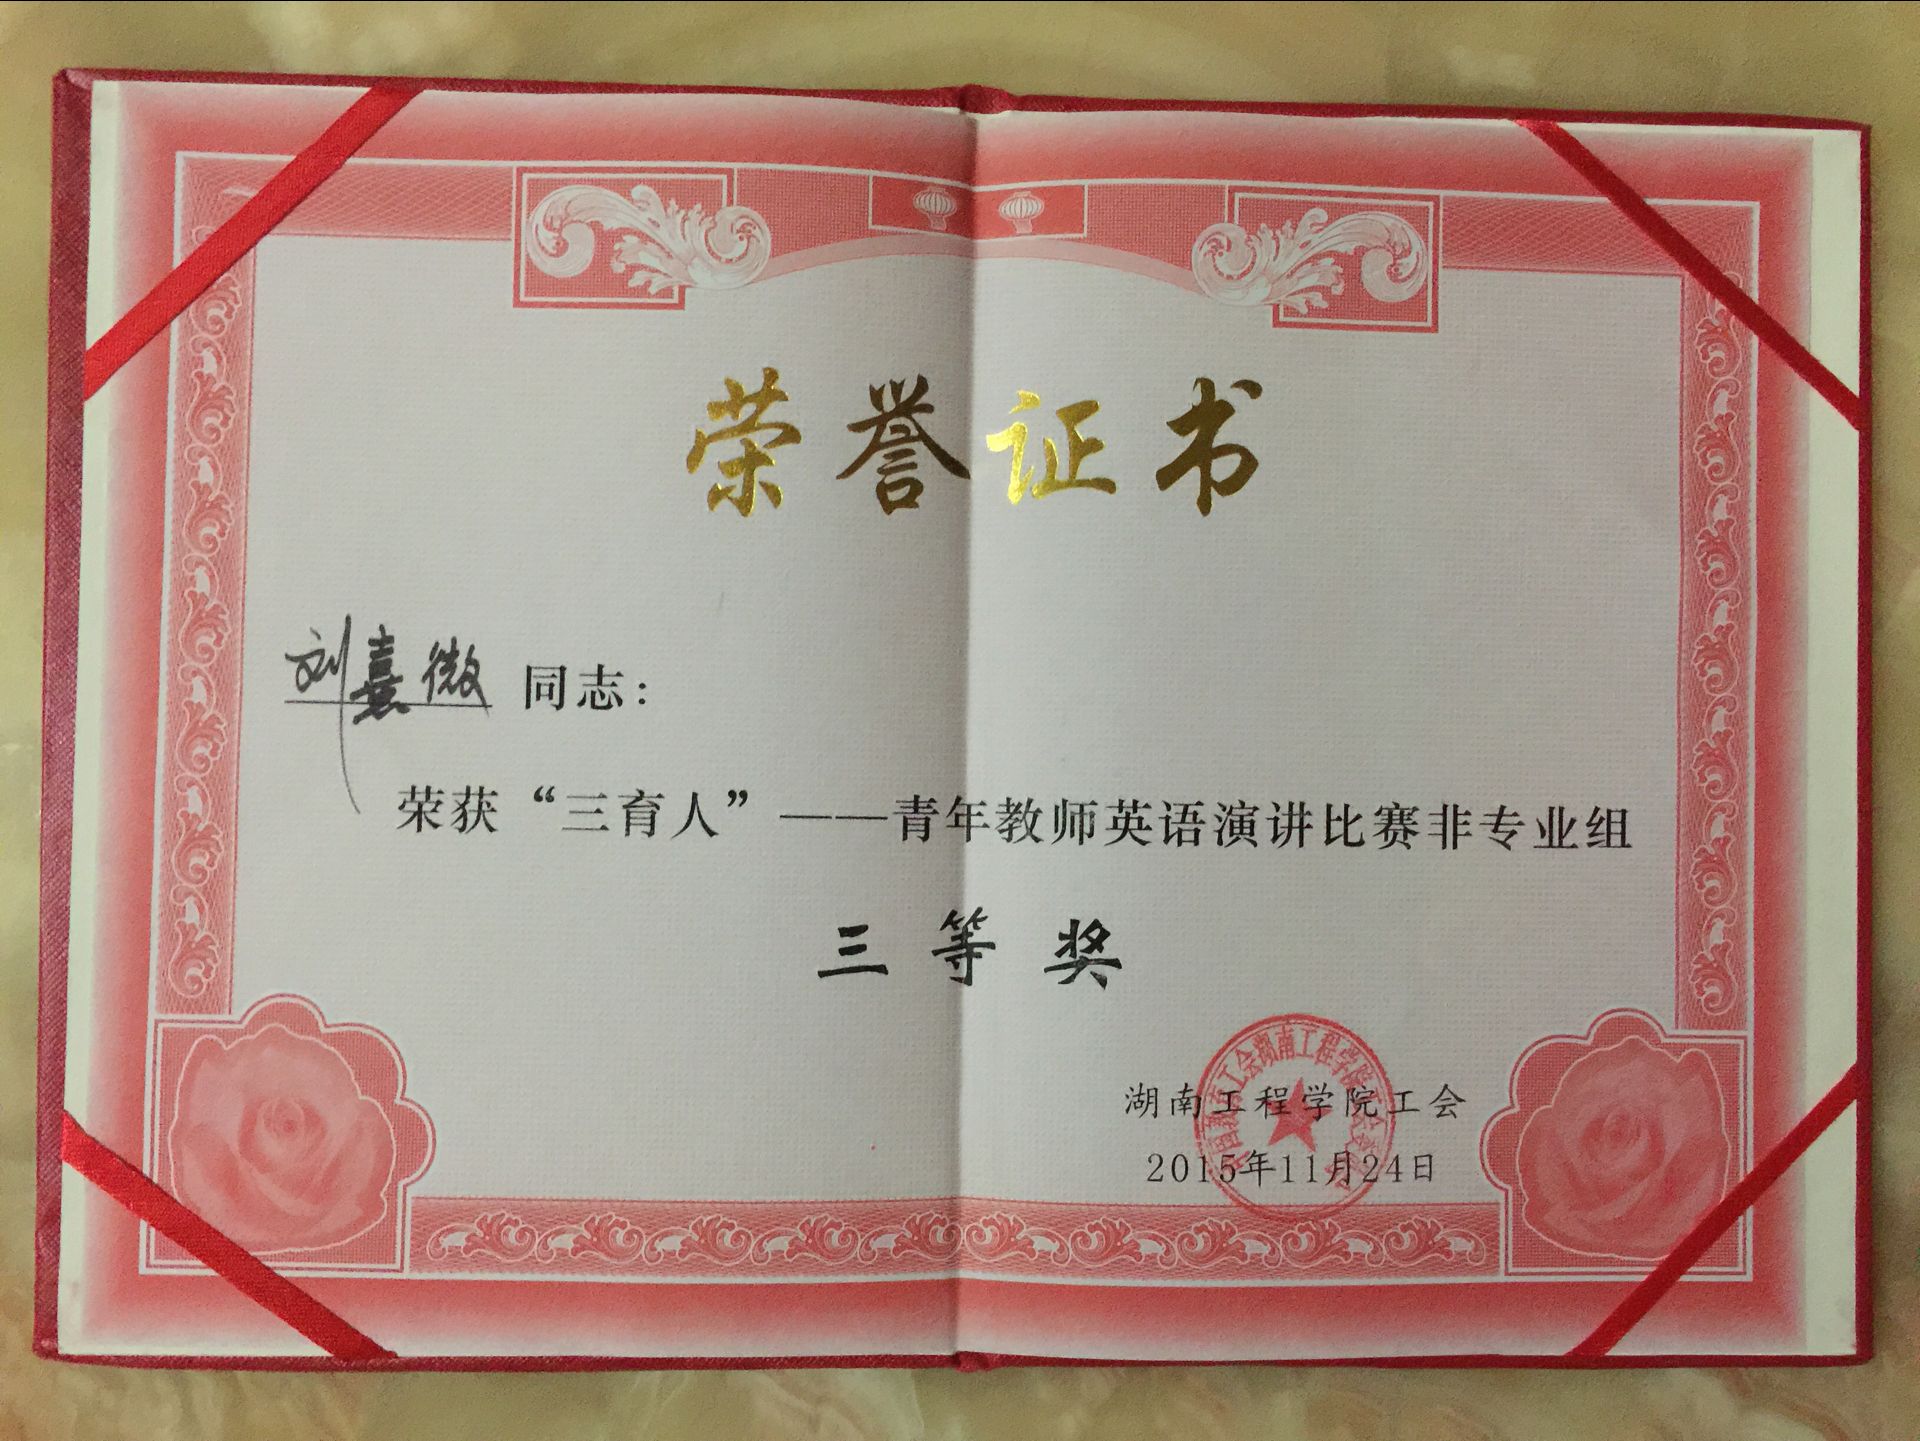 荣誉证书
刘熹微 同志：
荣获“三育人”——青年教师英语演讲比赛非专业组
三等奖
湖南工程学院工会
2015年11月24日